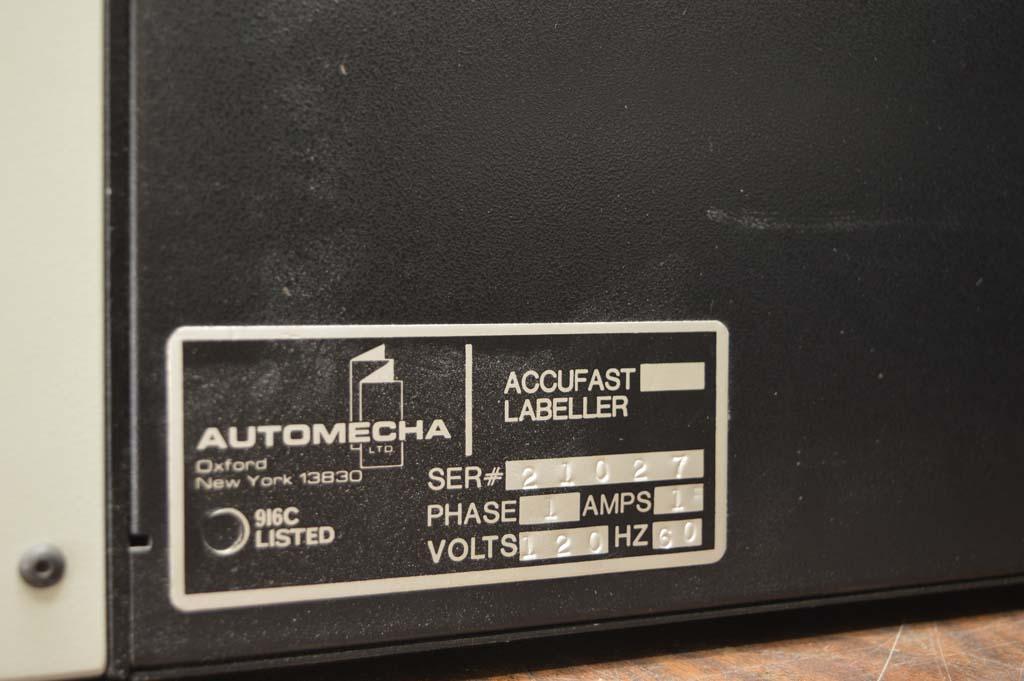 AUTOMECHA
LTD.
Oxford
New York 13830
916C
LISTED
ACCUFAST
LABELLER
SER# 21027
PHASE 1 AMPS 1
VOLTS 120 HZ 60